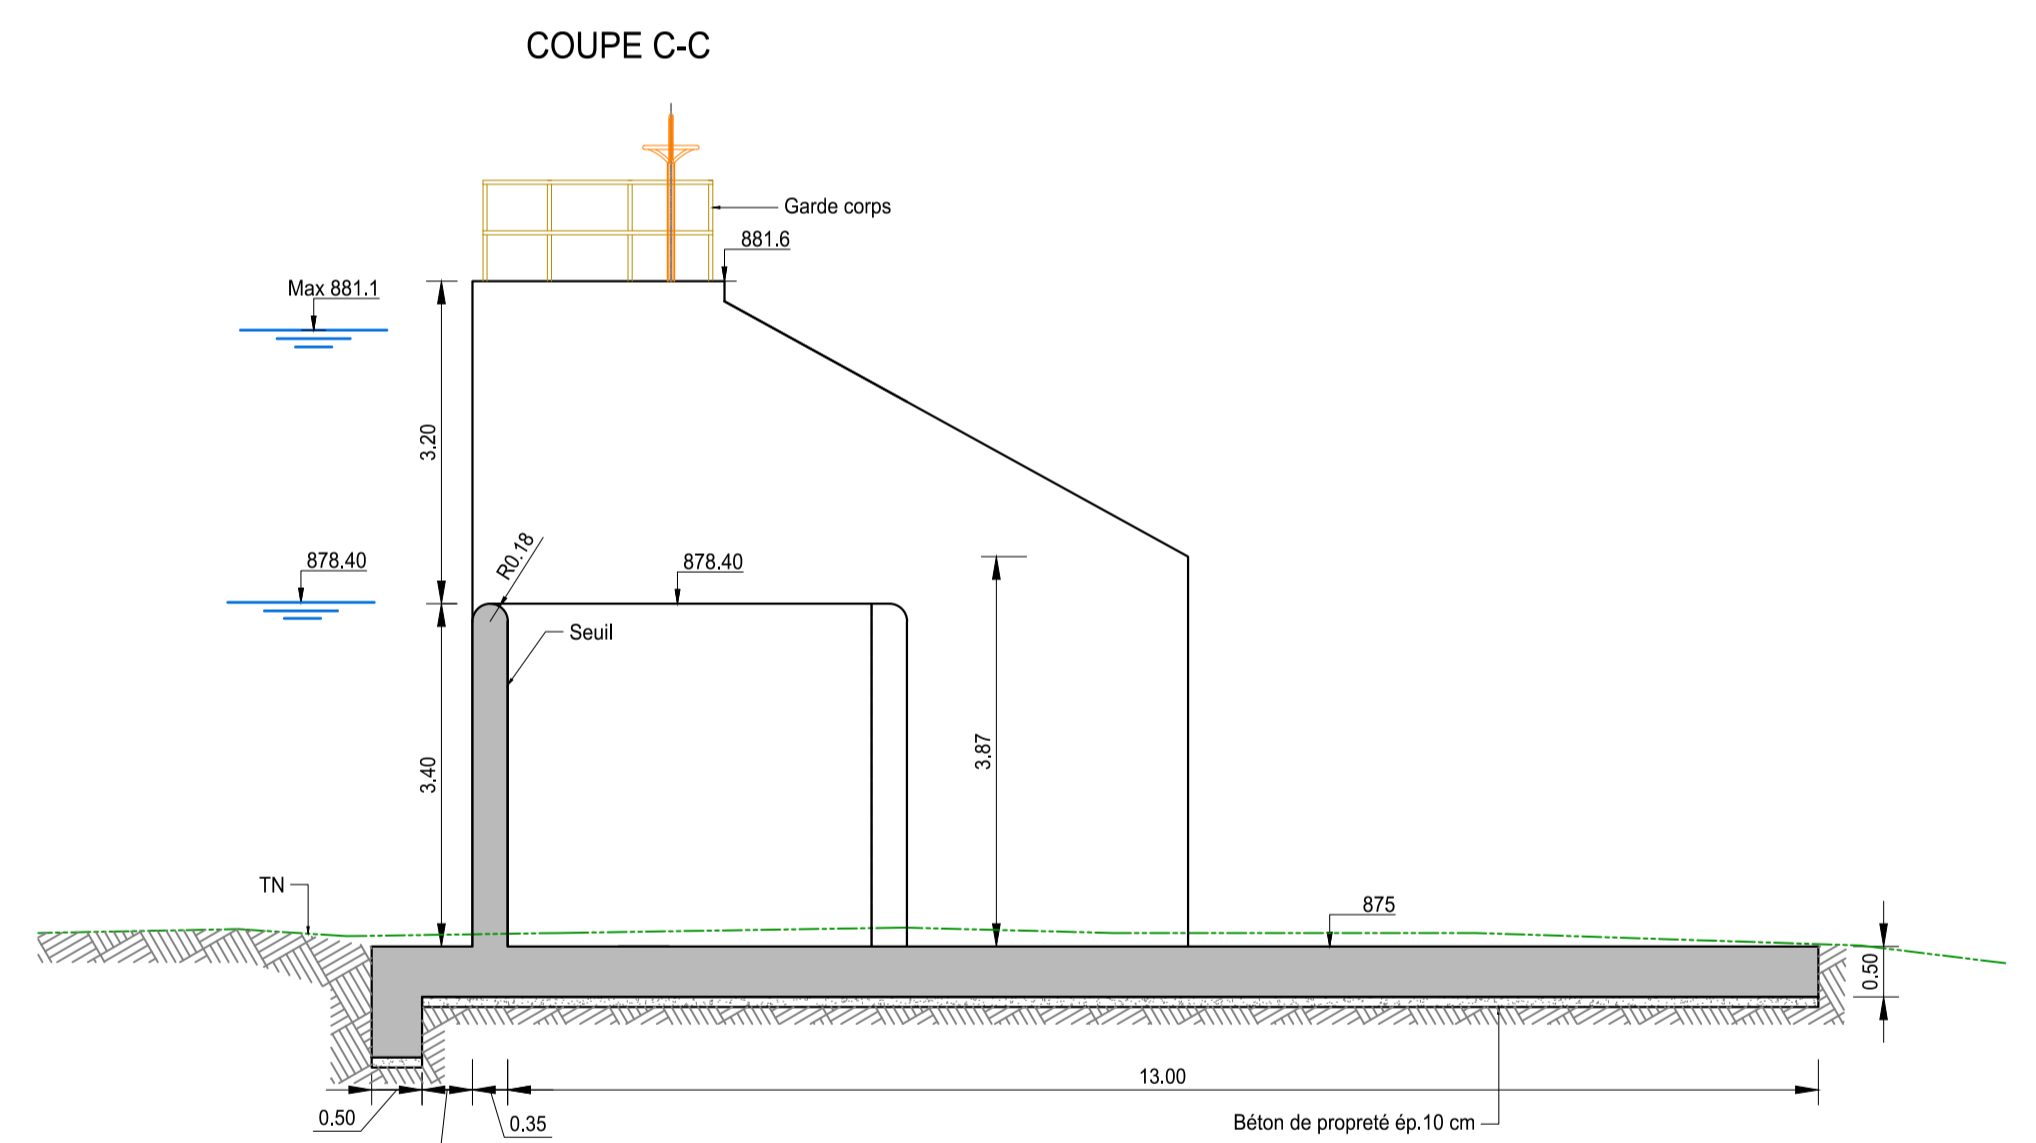 COUPE C-C
Garde corps
881.6
Max 881.1
3.20
R0.18
878.40
878.40
Seuil
3.87
3.40
TN
875
0.50
13.00
0.50
0.35
Béton de propreté ép.10 cm